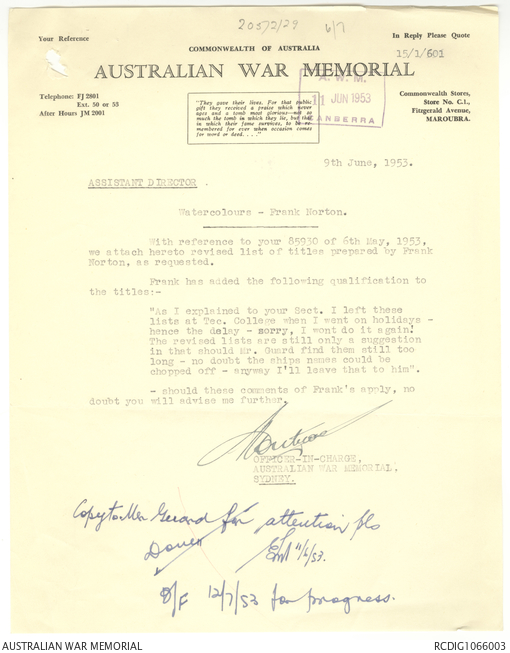 2057/2/29 6/7
Your Reference
In Reply Please Quote
15/1/601
COMMONWEALTH OF AUSTRALIA
AUSTRALIAN WAR MEMORIAL
Telephone: FJ 2801
Ext. 50 or 53
After Hours JM 2001
"They gave their lives. For that public
gift they received a praise which never
ages and a tomb most glorious—not so
much the tomb in which they lie, but that
in which their fame survives, to be re-
membered for ever when occasion comes
for word or deed. . . ."
A. W. M.
11 JUN 1953
CANBERRA
Commonwealth Stores,
Store No. C.1.,
Fitzgerald Avenue,
MAROUBRA.
9th June, 1953.
ASSISTANT DIRECTOR .
Watercolours - Frank Norton.
With reference to your 85930 of 6th May, 1953,
we attach hereto revised list of titles prepared by Frank
Norton, as requested.
Frank has added the following qualification to
the titles:-
"As I explained to your Sect. I left these
lists at Tec. College when I went on holidays -
hence the delay - sorry, I wont do it again!
The revised lists are still only a suggestion
in that should Mr. Guard find them still too
long - no doubt the ships names could be
chopped off - anyway I'll leave that to him".
- should these comments of Frank's apply, no
doubt you will advise me further.
OFFICER-IN-CHARGE,
AUSTRALIAN WAR MEMORIAL.
SYDNEY.
Copy to Mr Guard for attention pls
Done
11/6/53.
B/F 12/7/53 for progress.
AUSTRALIAN WAR MEMORIAL
RCDIG1066003